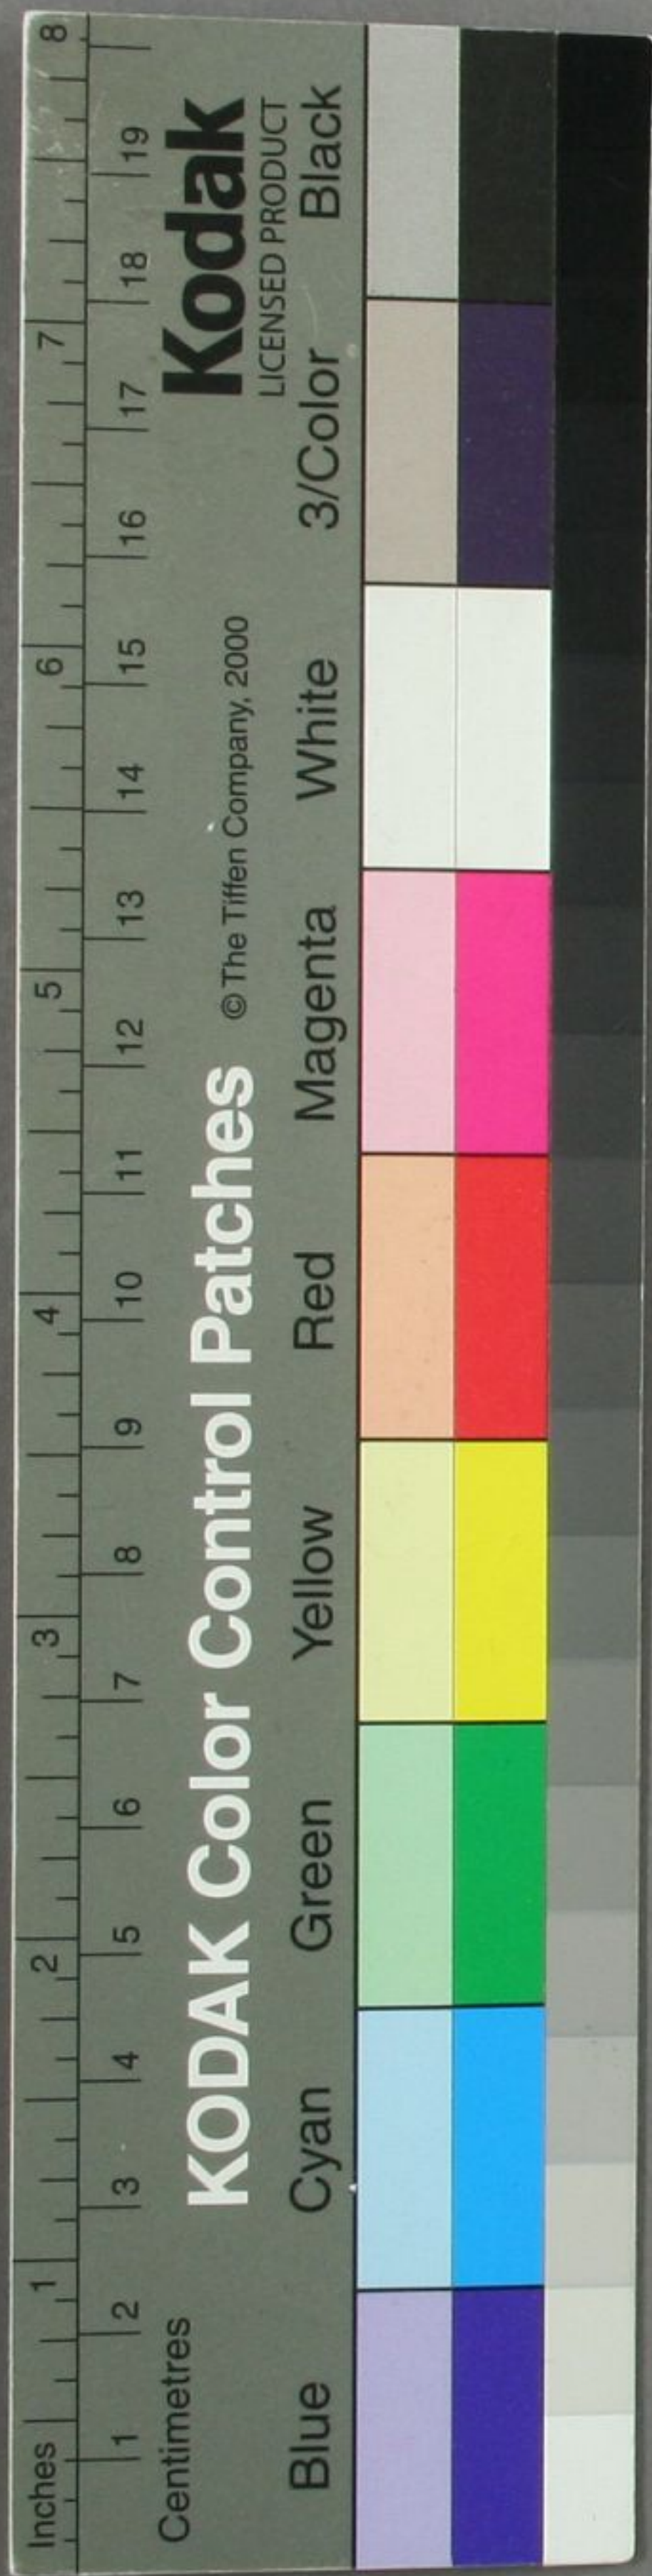 Inches 1 2 3 4 5 6 7 8
1 2 3 4 5 6 7 8 9 10 11 12 13 14 15 16 17 18 19
Centimetres
KODAK Color Control Patches © The Tiffen Company, 2000
Kodak
LICENSED PRODUCT
Blue Cyan Green Yellow Red Magenta White 3/Color Black